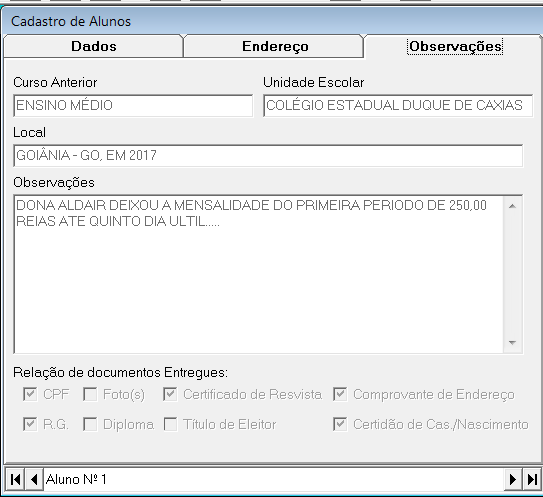 Cadastro de Alunos
Dados Endereço Observações
Curso Anterior Unidade Escolar
ENSINO MÉDIO COLÉGIO ESTADUAL DUQUE DE CAXIAS
Local
GOIÂNIA - GO, EM 2017
Observações
DONA ALDAIR DEIXOU A MENSALIDADE DO PRIMEIRA PERIODO DE 250,00
REIAS ATE QUINTO DIA ULTIL.....
Relação de documentos Entregues:
CPF Foto(s) Certificado de Resvista Comprovante de Endereço
R.G. Diploma Título de Eleitor Certidão de Cas./Nascimento
Aluno Nº 1